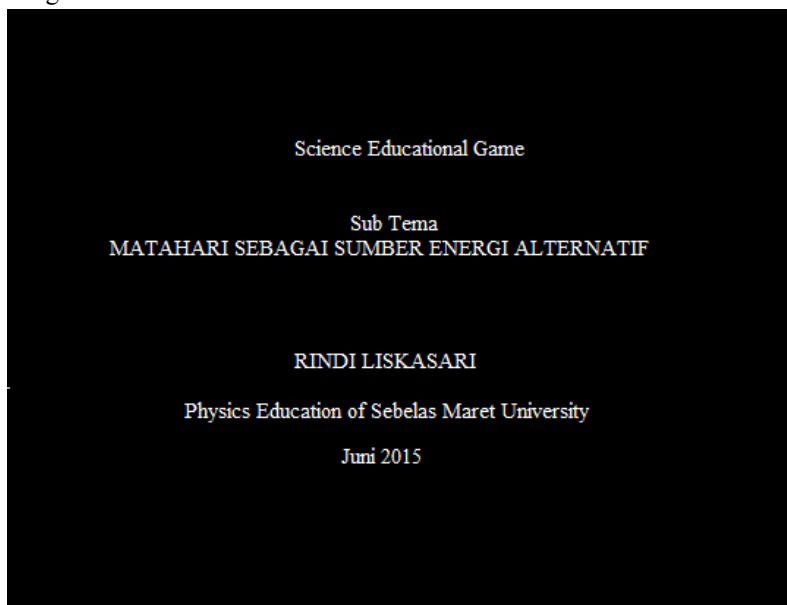 Science Educational Game
Sub Tema
MATAHARI SEBAGAI SUMBER ENERGI ALTERNATIF
RINDI LISKASARI
Physics Education of Sebelas Maret University
Juni 2015